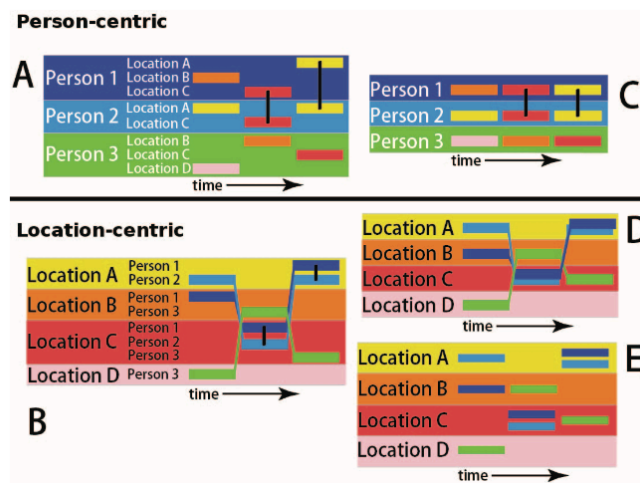 Person-centric
A
Person 1
Location A
Location B
Location C
Person 2
Location A
Location C
Person 3
Location B
Location C
Location D
time
Person 1
Person 2
Person 3
time
C
Location-centric
Location A
Person 1
Person 2
Location B
Person 1
Person 3
Location C
Person 1
Person 2
Person 3
Location D
Person 3
time
B
Location A
Location B
Location C
Location D
time
D
Location A
Location B
Location C
Location D
time
E